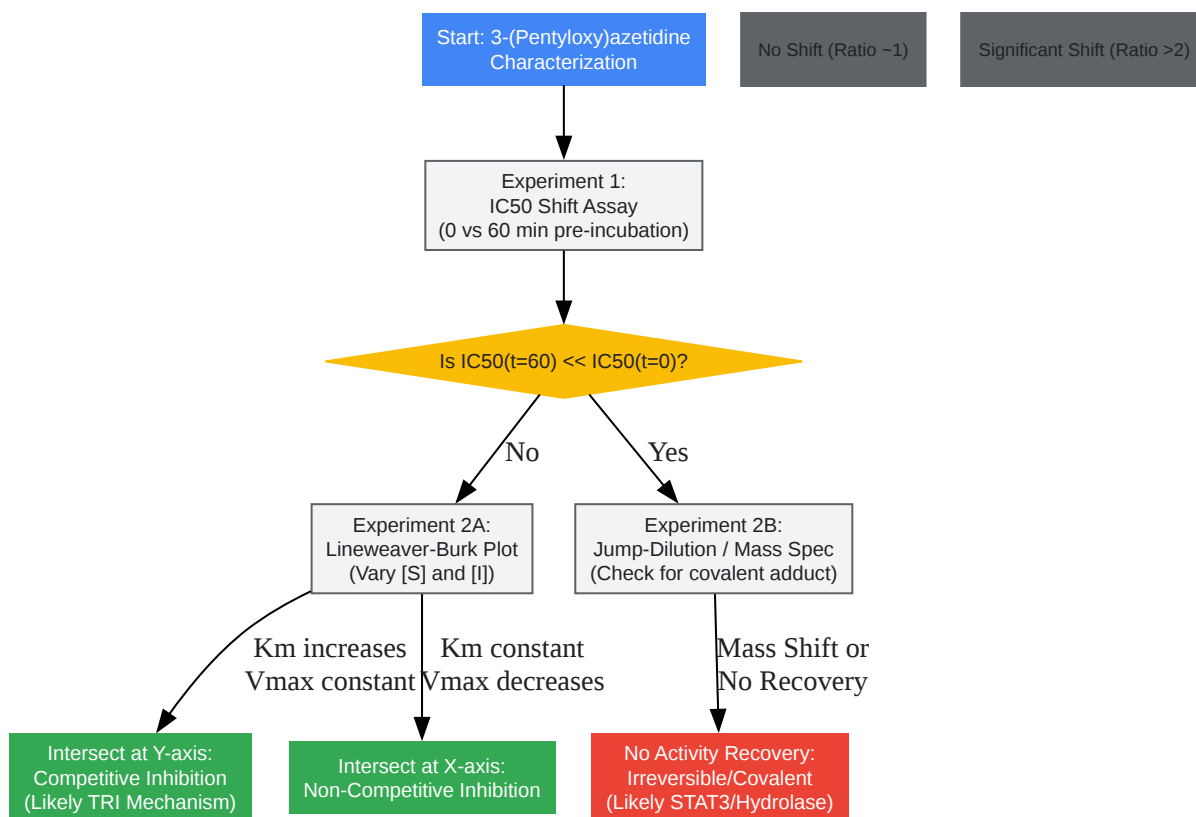 Start: 3-(Pentyloxy)azetidine
Characterization
No Shift (Ratio ~1)
Significant Shift (Ratio >2)
Experiment 1:
IC50 Shift Assay
(0 vs 60 min pre-incubation)
Is IC50(t=60) << IC50(t=0)?
No
Yes
Experiment 2A:
Lineweaver-Burk Plot
(Vary [S] and [I])
Experiment 2B:
Jump-Dilution / Mass Spec
(Check for covalent adduct)
Km increases
Vmax constant
Km constant
Vmax decreases
Mass Shift or
No Recovery
Intersect at Y-axis:
Competitive Inhibition
(Likely TRI Mechanism)
Intersect at X-axis:
Non-Competitive Inhibition
No Activity Recovery:
Irreversible/Covalent
(Likely STAT3/Hydrolase)